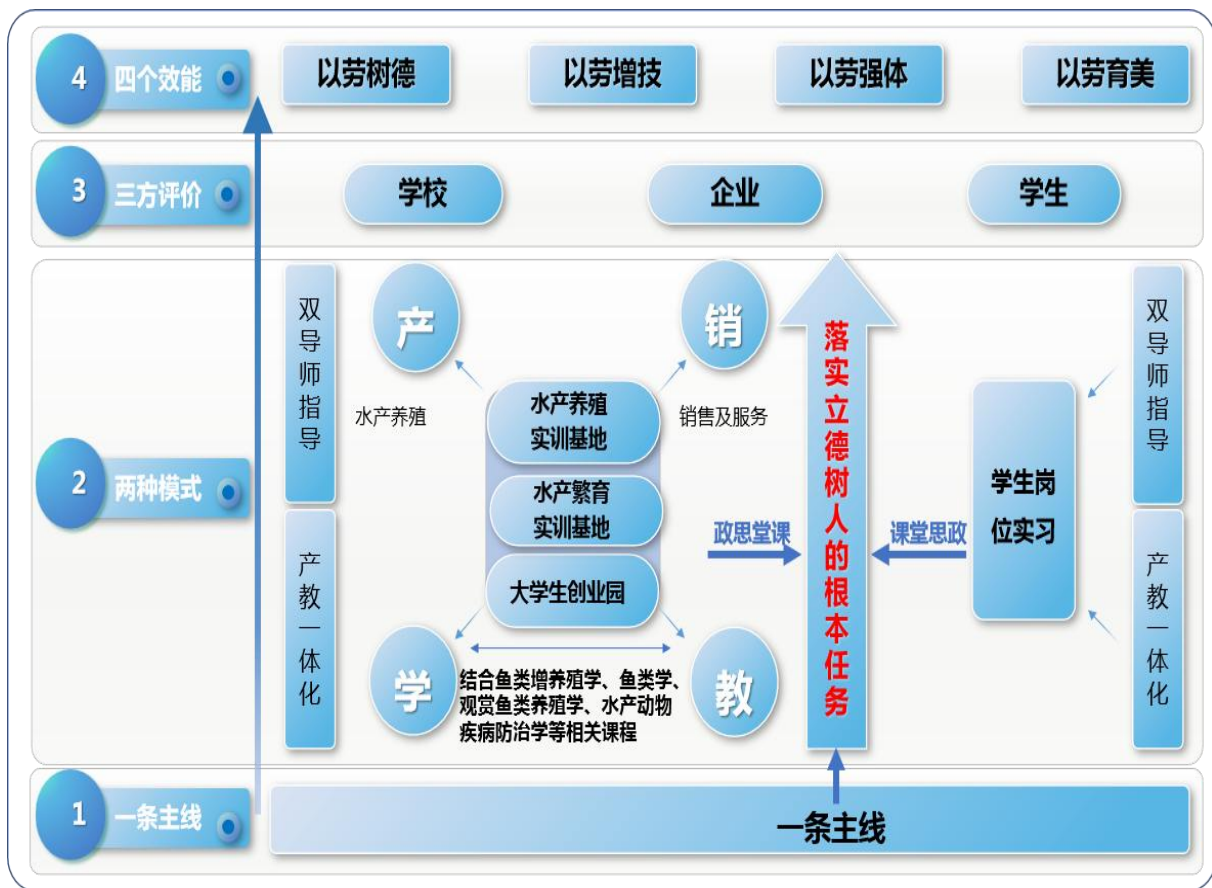 4 四个效能
以劳树德
以劳增技
以劳强体
以劳育美
3 三方评价
学校
企业
学生
2 两种模式
双导师指导
产教一体化
产
销
水产养殖
销售及服务
水产养殖
实训基地
水产繁育
实训基地
大学生创业园
学
教
结合鱼类增养殖学、鱼类学、
观赏鱼类养殖学、水产动物
疾病防治学等相关课程
政思堂课
落实立德树人的根本任务
课堂思政
学生岗
位实习
双导师指导
产教一体化
1 一条主线
一条主线